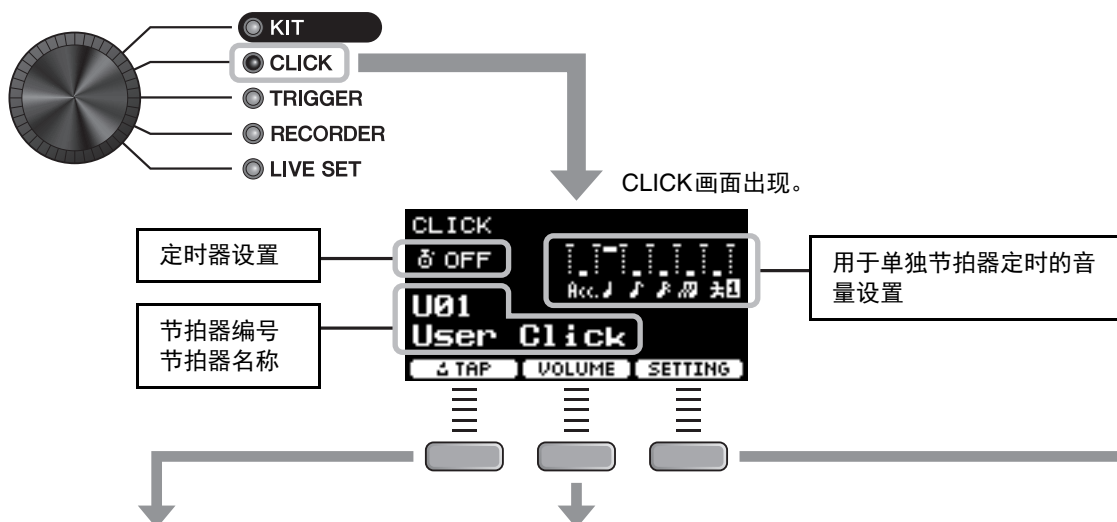 KIT
CLICK
TRIGGER
RECORDER
LIVE SET
CLICK画面出现。
定时器设置
节拍器编号
节拍器名称
CLICK
OFF
Acc.
1
U01
User Click
TAP
VOLUME
SETTING
用于单独节拍器定时的音
量设置